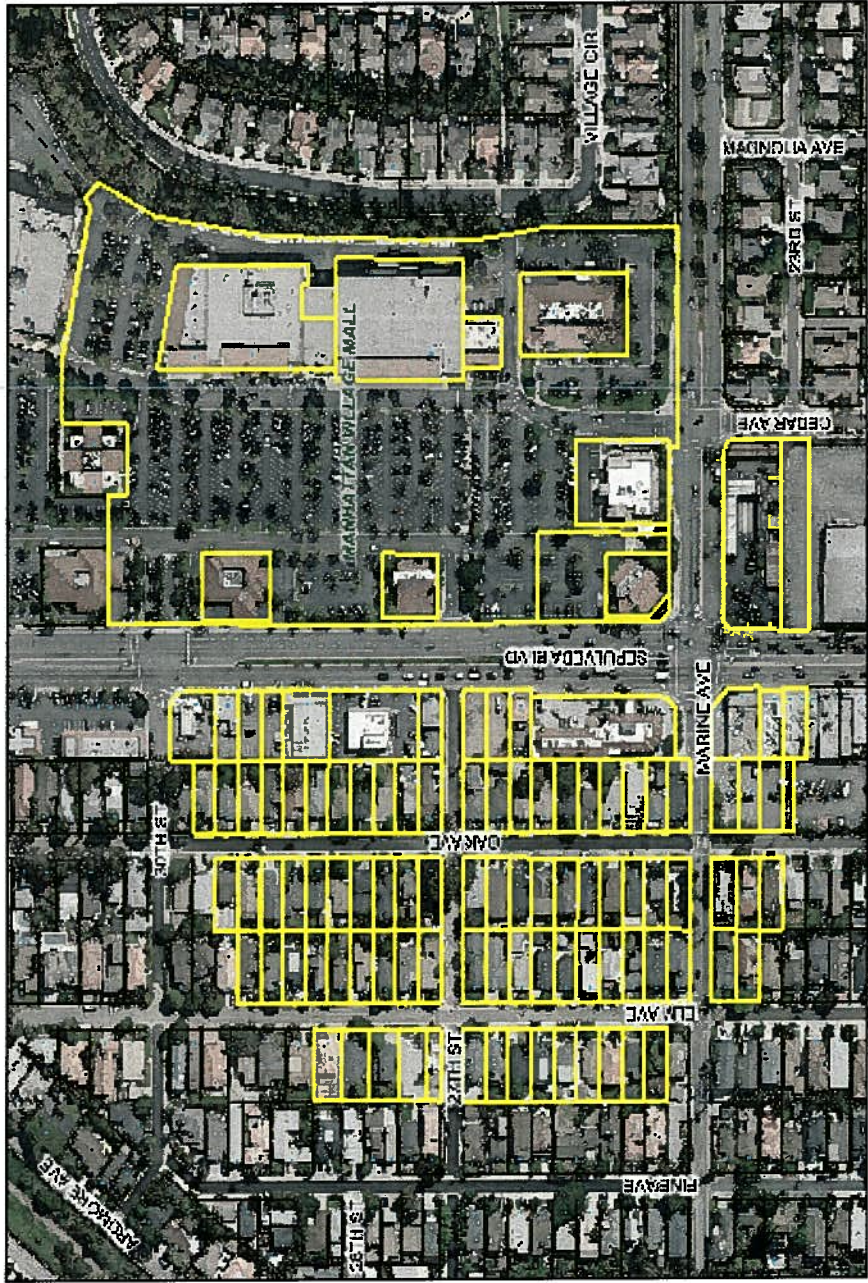 VILLAGE CIR
MAGNOLIA AVE
23RD ST
MANHATTAN VILLAGE MALL
CEDAR AVE
SEPULVEDA BLVD
MARINE AVE
30TH ST
OAK AVE
ELM AVE
27TH ST
PINE AVE
ARDMORE AVE